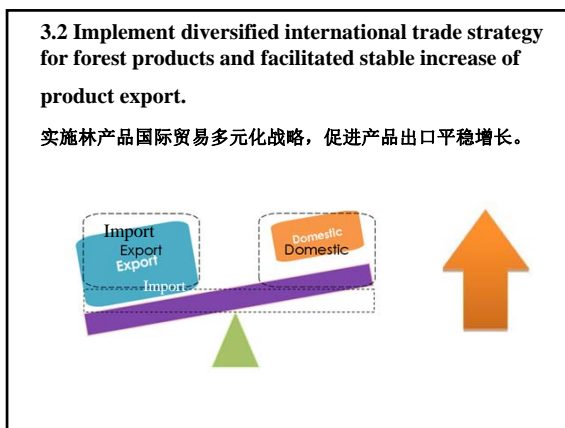 3.2 Implement diversified international trade strategy
for forest products and facilitated stable increase of
product export.
实施林产品国际贸易多元化战略，促进产品出口平稳增长。
Import
Export
Export
Import
Domestic
Domestic